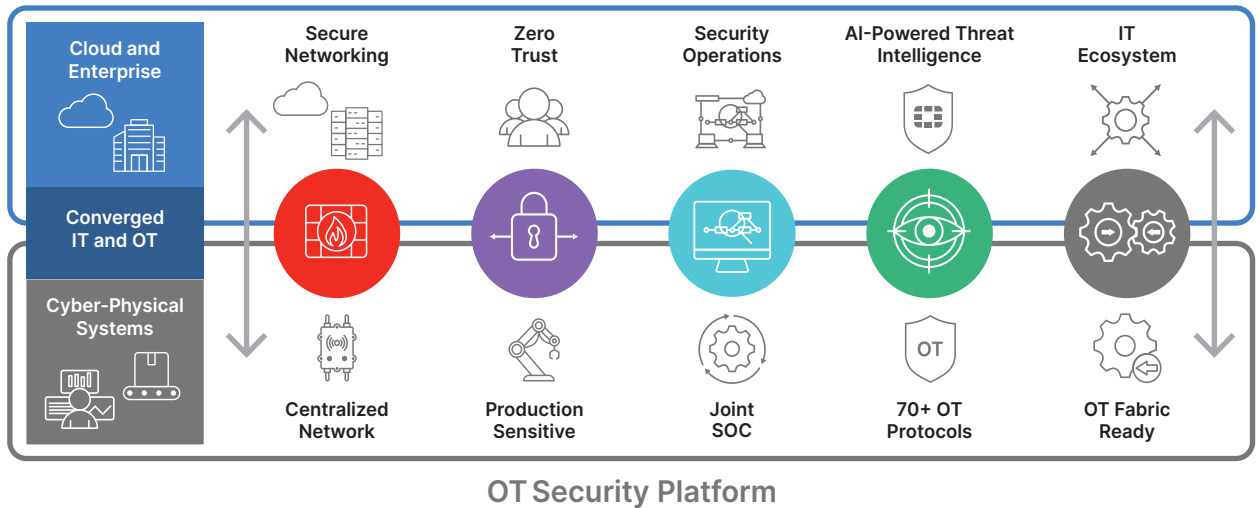 Cloud and
Enterprise
Converged
IT and OT
Cyber-Physical
Systems
Secure
Networking
Zero
Trust
Security
Operations
AI-Powered Threat
Intelligence
IT
Ecosystem
OT
Centralized
Network
Production
Sensitive
Joint
SOC
70+ OT
Protocols
OT Fabric
Ready
OT Security Platform